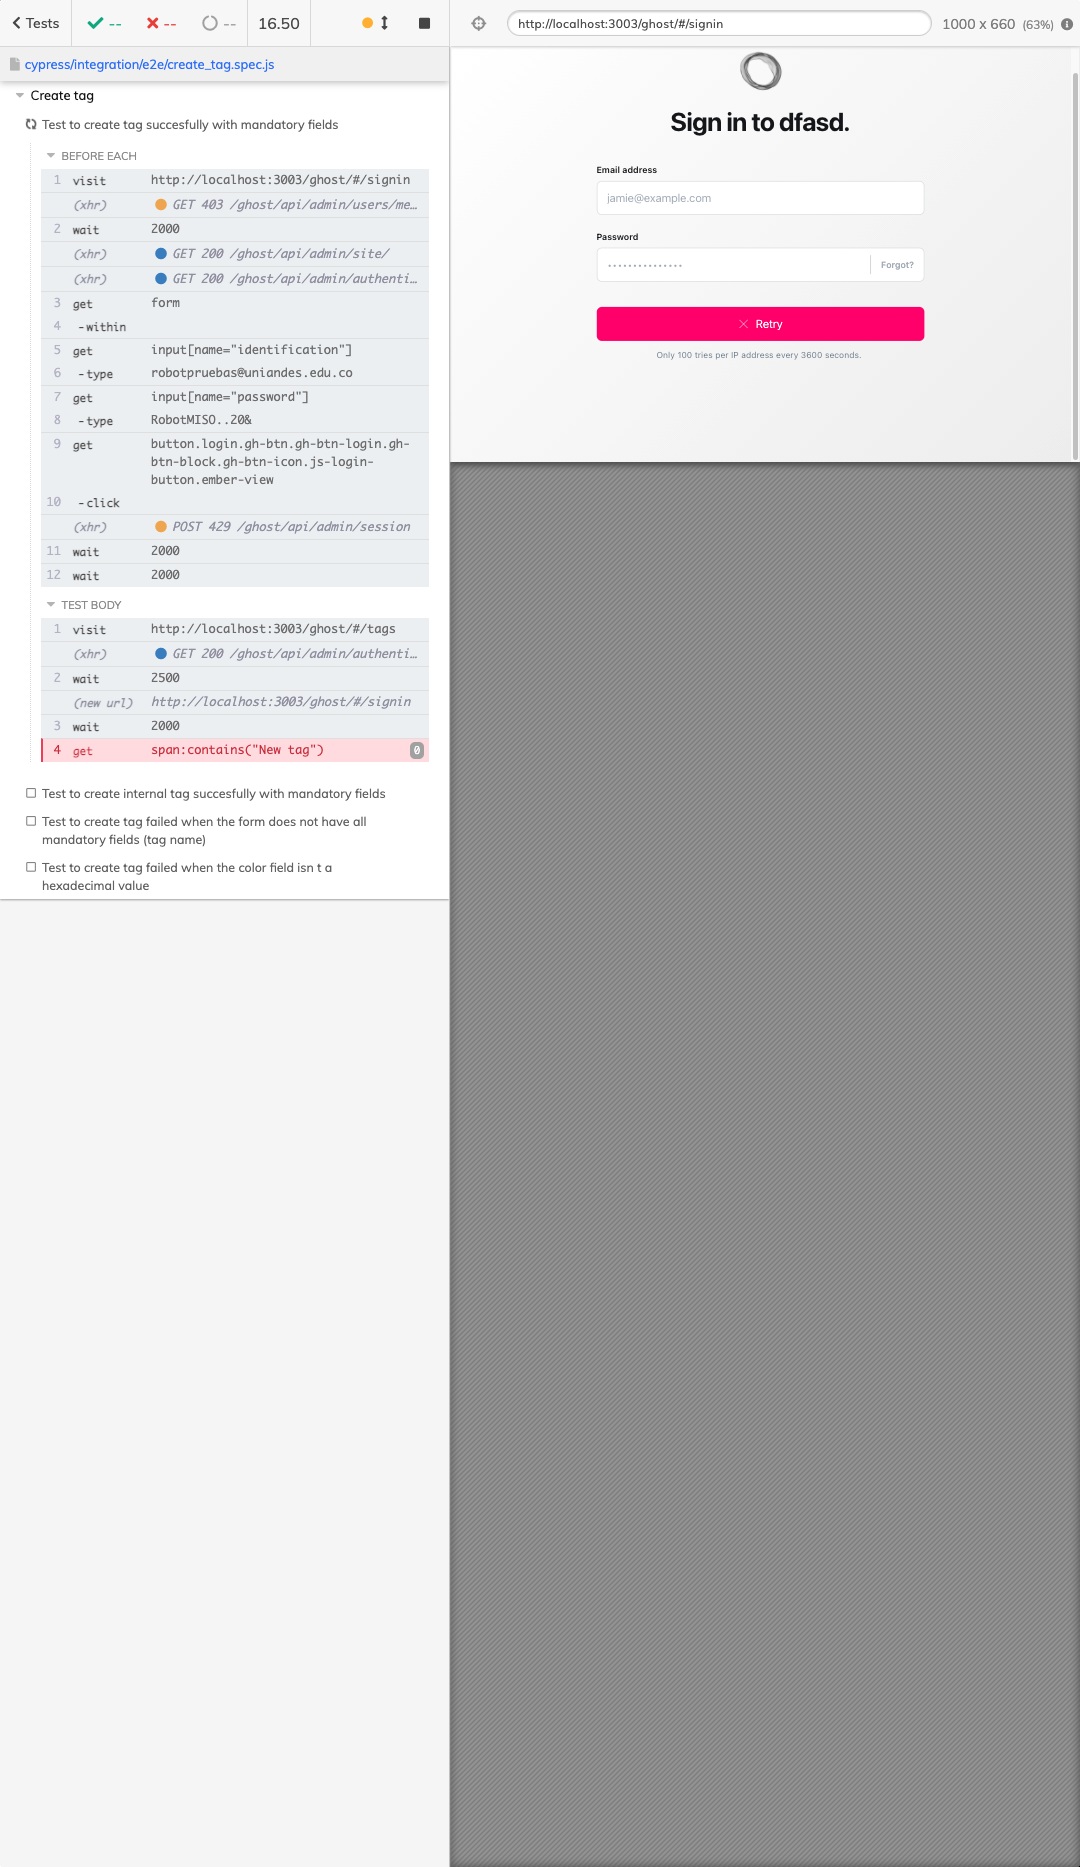 Tests
--
--
--
16.50
http://localhost:3003/ghost/#/signin
1000 x 660 (63%)
cypress/integration/e2e/create_tag.spec.js
Create tag
Test to create tag succesfully with mandatory fields
BEFORE EACH
1 visit http://localhost:3003/ghost/#/signin
(xhr) GET 403 /ghost/api/admin/users/me...
2 wait 2000
(xhr) GET 200 /ghost/api/admin/site/
(xhr) GET 200 /ghost/api/admin/authenti...
3 get form
4 -within
5 get input[name="identification"]
6 -type robotpruebas@uniandes.edu.co
7 get input[name="password"]
8 -type RobotMISO..20&
9 get button.login.gh-btn.gh-btn-login.gh-
btn-block.gh-btn-icon.js-login-
button.ember-view
10 -click
(xhr) POST 429 /ghost/api/admin/session
11 wait 2000
12 wait 2000
TEST BODY
1 visit http://localhost:3003/ghost/#/tags
(xhr) GET 200 /ghost/api/admin/authenti...
2 wait 2500
(new url) http://localhost:3003/ghost/#/signin
3 wait 2000
4 get span:contains("New tag") 0
Test to create internal tag succesfully with mandatory fields
Test to create tag failed when the form does not have all
mandatory fields (tag name)
Test to create tag failed when the color field isn t a
hexadecimal value
Sign in to dfasd.
Email address
jamie@example.com
Password
•••••••••••••••
Forgot?
Retry
Only 100 tries per IP address every 3600 seconds.